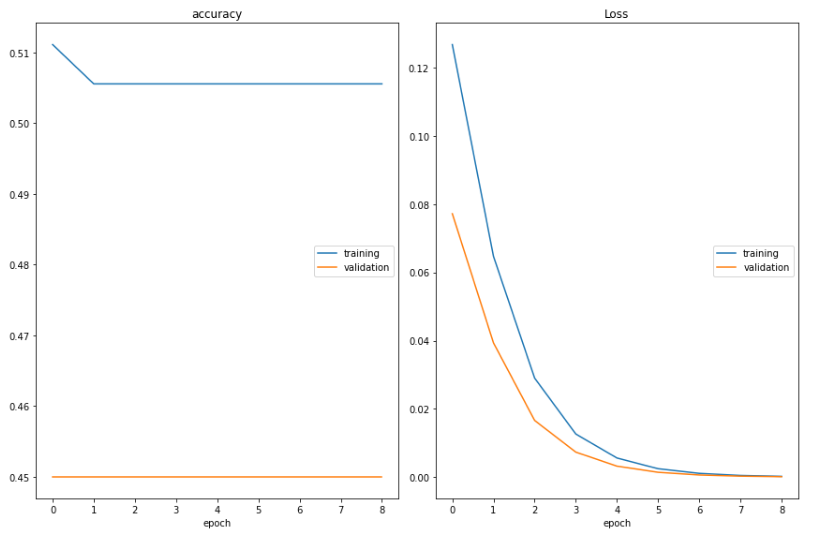 accuracy
0.51
0.50
0.49
0.48
0.47
0.46
0.45
training
validation
0 1 2 3 4 5 6 7 8
epoch
Loss
0.12
0.10
0.08
0.06
0.04
0.02
0.00
training
validation
0 1 2 3 4 5 6 7 8
epoch